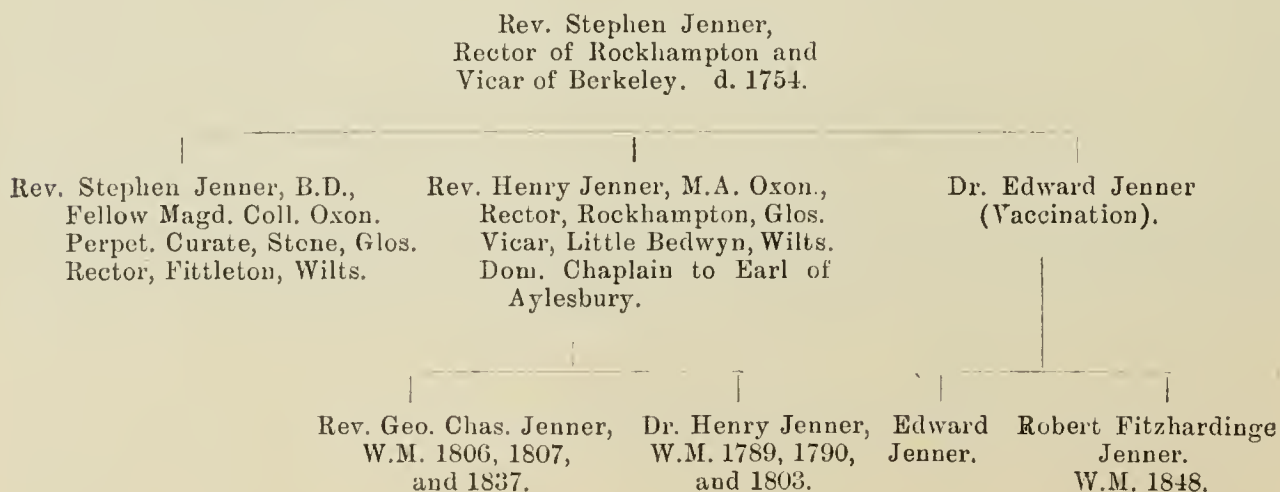 Rev. Stephen Jenner,
Rector of Rockhampton and
Vicar of Berkeley. d. 1754.
Rev. Stephen Jenner, B.D.,
Fellow Magd. Coll. Oxon.
Perpet. Curate, Stone, Glos.
Rector, Fittleton, Wilts.
Rev. Henry Jenner, M.A. Oxon.,
Rector, Rockhampton, Glos.
Vicar, Little Bedwyn, Wilts.
Dom. Chaplain to Earl of
Aylesbury.
Dr. Edward Jenner
(Vaccination).
Rev. Geo. Chas. Jenner,
W.M. 1806, 1807,
and 1837.
Dr. Henry Jenner,
W.M. 1789, 1790,
and 1803.
Edward
Jenner.
Robert Fitzhardinge
Jenner.
W.M. 1848.